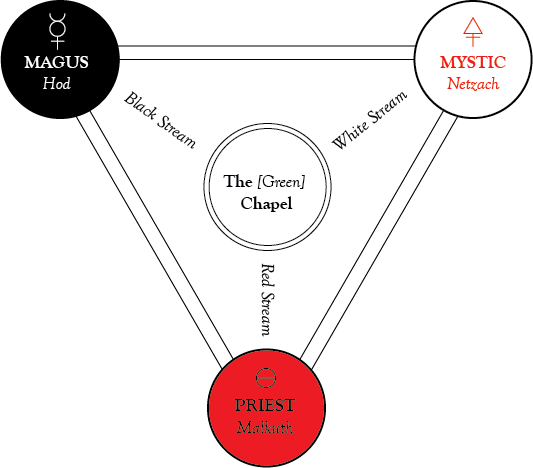 MAGUS
Hod
MYSTIC
Netzach
Black Stream
White Stream
The [Green]
Chapel
Red Stream
PRIEST
Malkuth